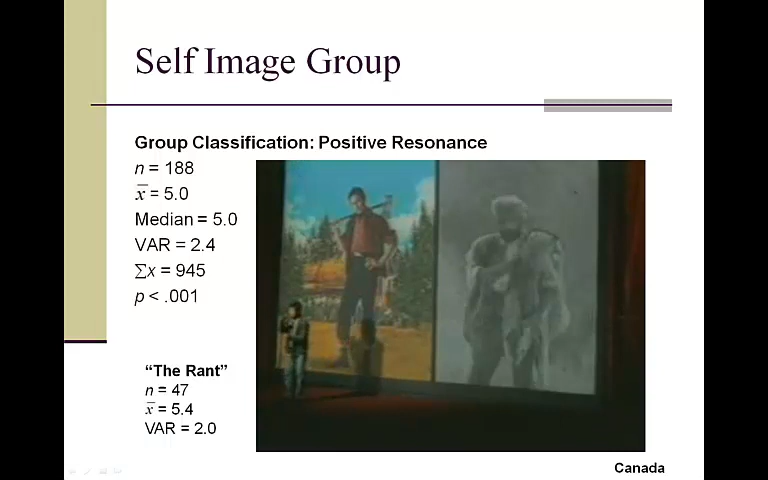 Self Image Group
Group Classification: Positive Resonance
n = 188
x̅ = 5.0
Median = 5.0
VAR = 2.4
∑x = 945
p < .001
“The Rant”
n = 47
x̅ = 5.4
VAR = 2.0
Canada